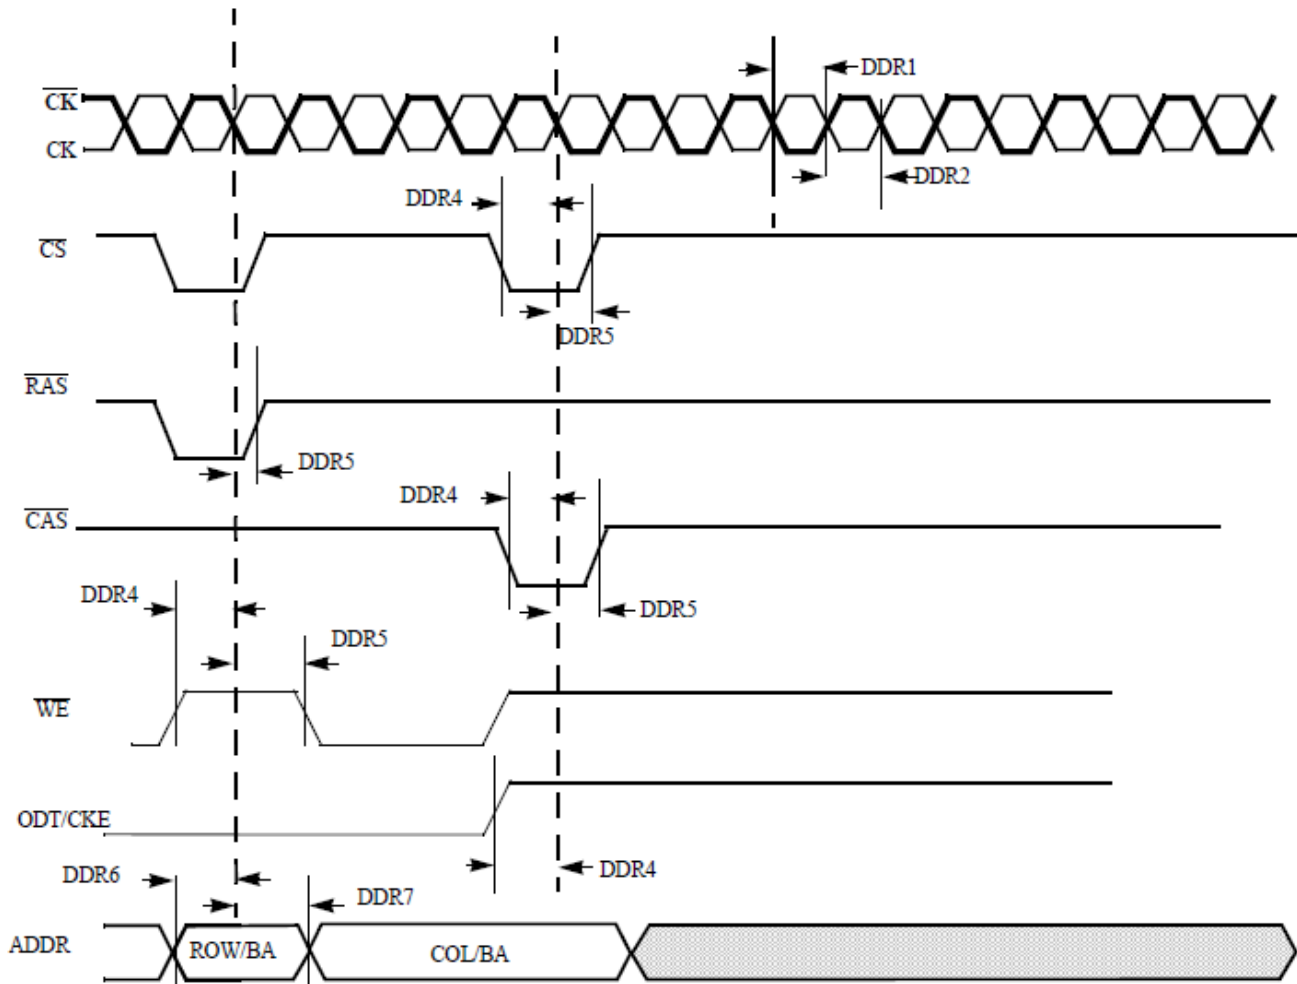 DDR1
CK
CK
DDR2
DDR4
CS
DDR5
RAS
DDR5
DDR4
CAS
DDR4
DDR5
DDR5
WE
ODT/CKE
DDR6
DDR4
DDR7
ADDR
ROW/BA
COL/BA